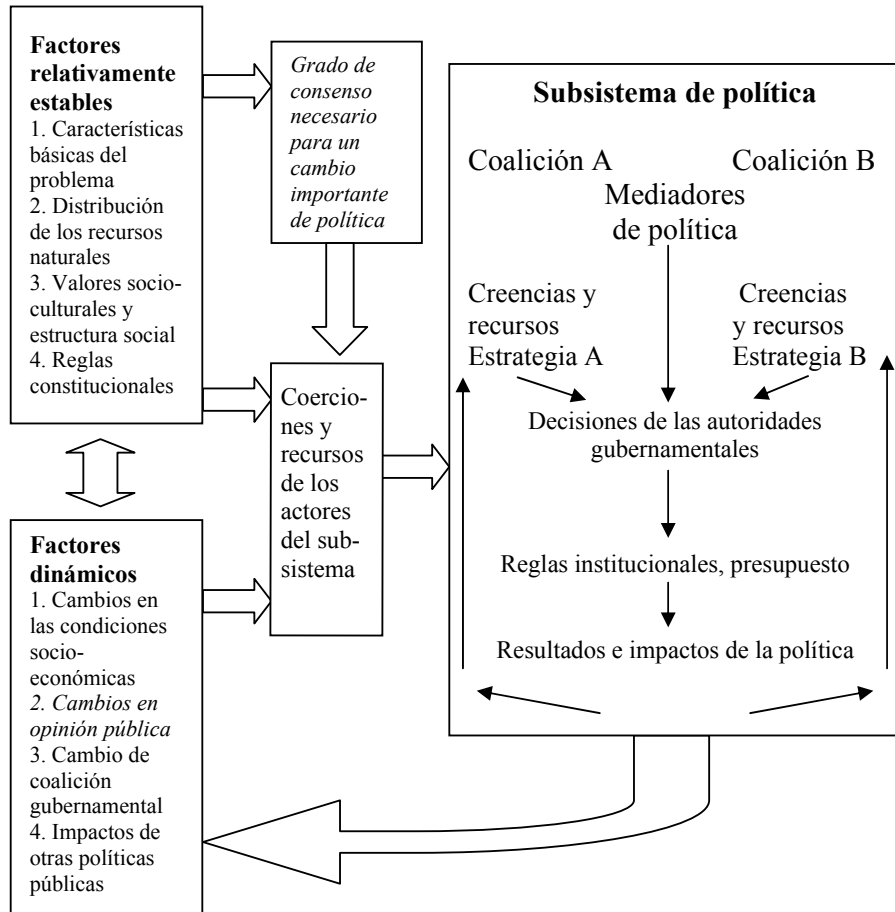 Factores
relativamente
estables
1. Características
básicas del
problema
2. Distribución
de los recursos
naturales
3. Valores socio-
culturales y
estructura social
4. Reglas
constitucionales
Grado de
consenso
necesario
para un
cambio
importante
de política
Coercio-
nes y
recursos
de los
actores
del sub-
sistema
Factores
dinámicos
1. Cambios en
las condiciones
socio-
económicas
2. Cambios en
opinión pública
3. Cambio de
coalición
gubernamental
4. Impactos de
otras políticas
públicas
Subsistema de política
Coalición A
Coalición B
Mediadores
de política
Creencias y
recursos
Estrategia A
Creencias
y recursos
Estrategia B
Decisiones de las autoridades
gubernamentales
Reglas institucionales, presupuesto
Resultados e impactos de la política